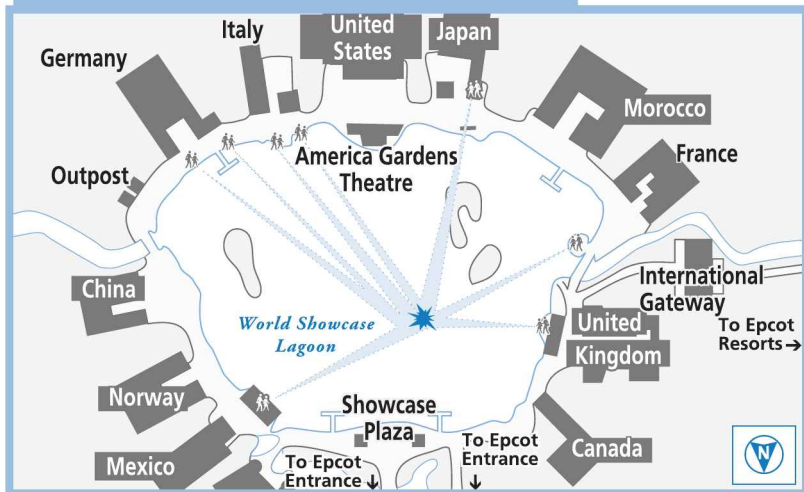 Italy
United
States
Japan
Germany
Morocco
America Gardens
Theatre
France
Outpost
International
Gateway
China
World Showcase
Lagoon
United
Kingdom
To Epcot
Resorts→
Norway
Showcase
Plaza
Mexico
To Epcot
Entrance ↓
To Epcot
Entrance
↓
Canada
N